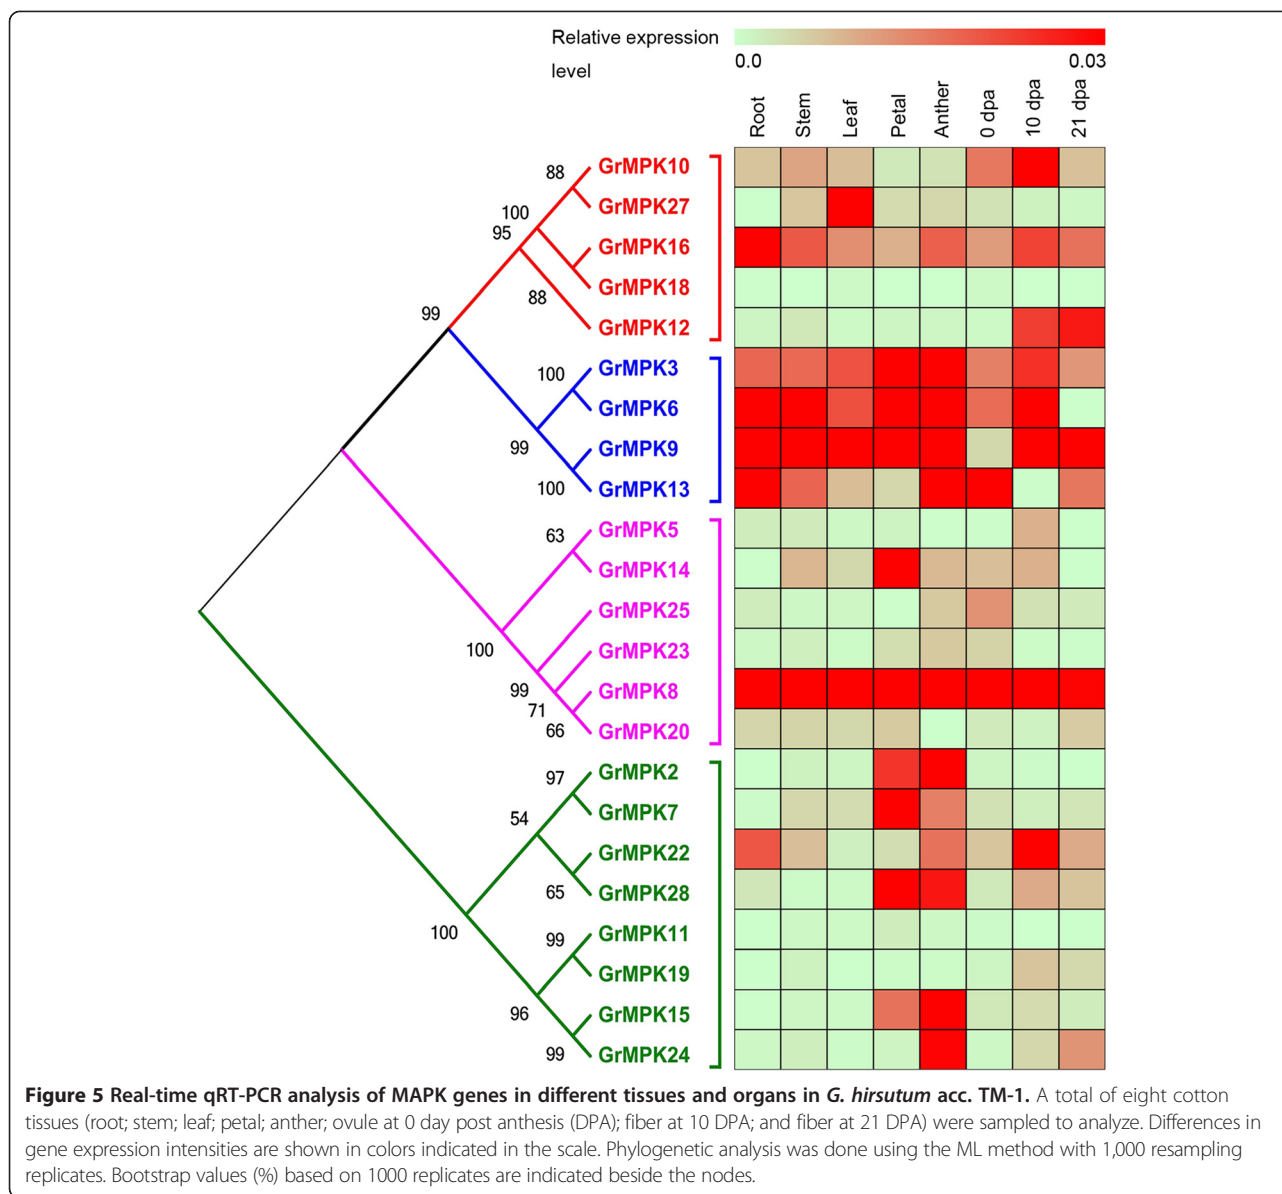 Relative expression
level
0.0 0.03
Root Stem Leaf Petal Anther 0 dpa 10 dpa 21 dpa
88 GrMPK10
GrMPK27
100
95
GrMPK16
GrMPK18
88
GrMPK12
99
GrMPK3
100
GrMPK6
99 GrMPK9
100 GrMPK13
63 GrMPK5
GrMPK14
GrMPK25
100 GrMPK23
99 GrMPK8
71
66 GrMPK20
97 GrMPK2
54 GrMPK7
GrMPK22
65 GrMPK28
100
99 GrMPK11
GrMPK19
96 GrMPK15
99 GrMPK24
Figure 5 Real-time qRT-PCR analysis of MAPK genes in different tissues and organs in G. hirsutum acc. TM-1. A total of eight cotton
tissues (root; stem; leaf; petal; anther; ovule at 0 day post anthesis (DPA); fiber at 10 DPA; and fiber at 21 DPA) were sampled to analyze. Differences in
gene expression intensities are shown in colors indicated in the scale. Phylogenetic analysis was done using the ML method with 1,000 resampling
replicates. Bootstrap values (%) based on 1000 replicates are indicated beside the nodes.